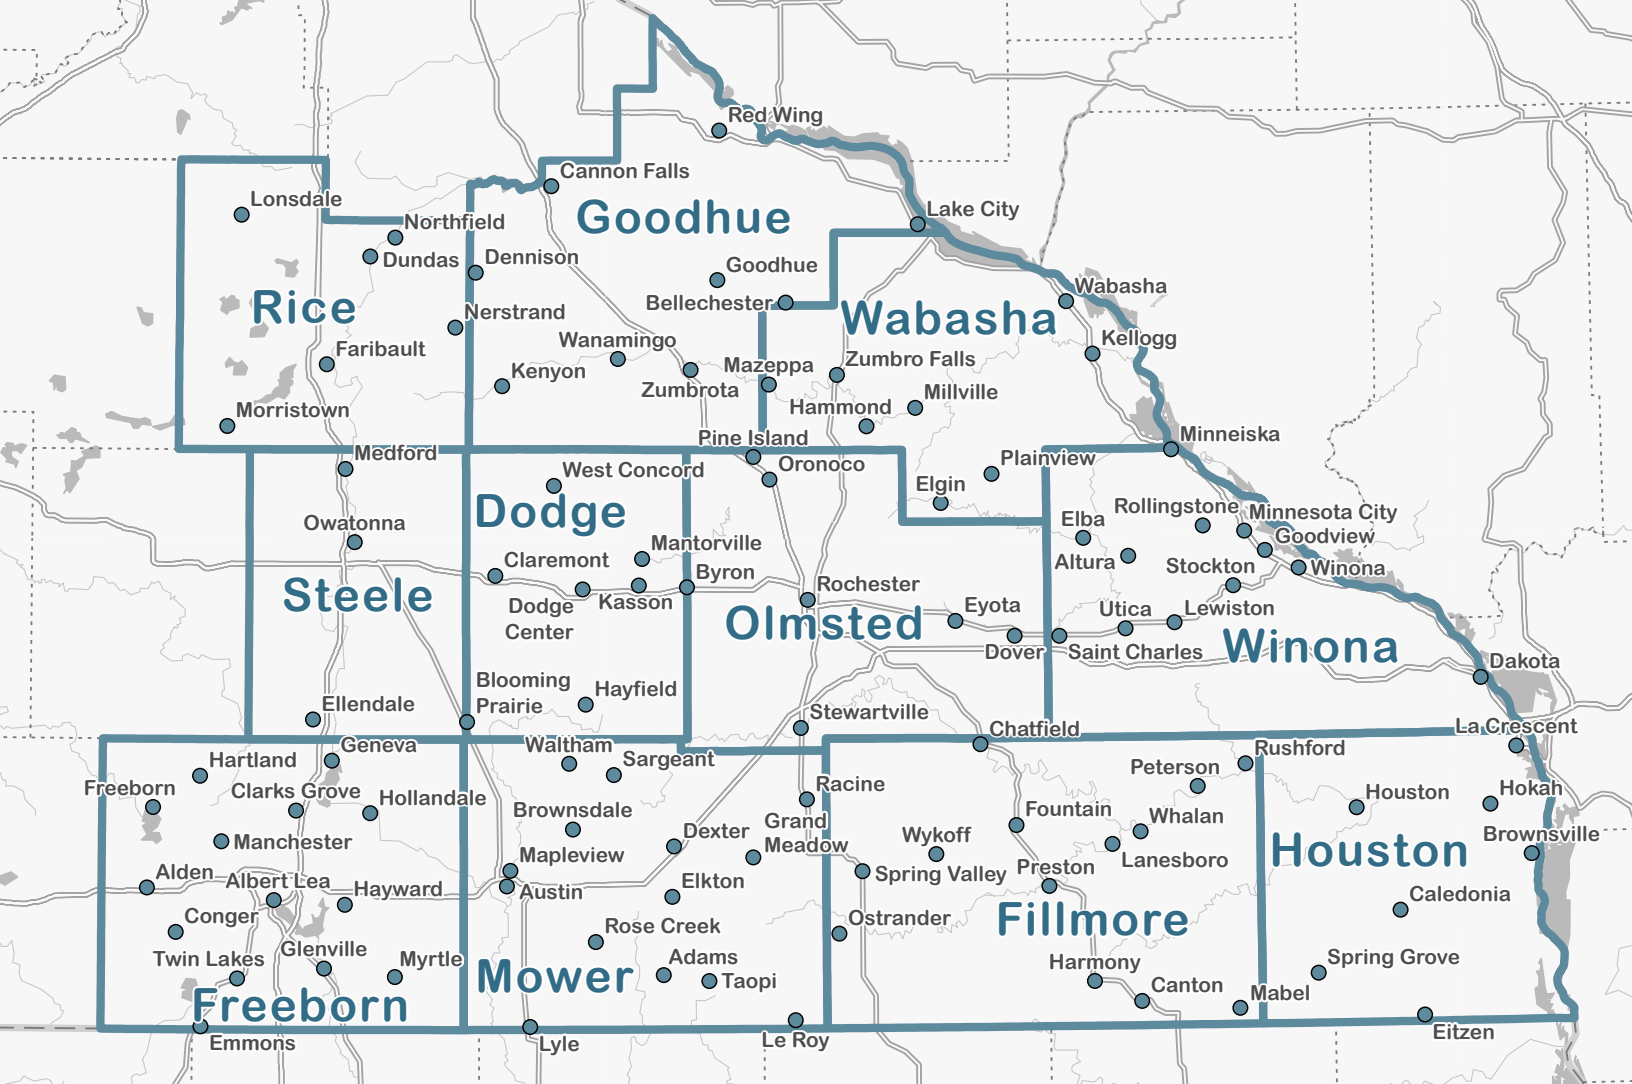 Red Wing
Cannon Falls
Lonsdale
Goodhue
Lake City
Northfield
Dundas
Dennison
Goodhue
Wabasha
Bellechester
Rice
Nerstrand
Wabasha
Wanamingo
Kellogg
Faribault
Mazeppa
Zumbro Falls
Kenyon
Zumbrota
Millville
Morristown
Hammond
Minneiska
Pine Island
Medford
Plainview
West Concord
Oronoco
Elgin
Dodge
Rollingstone
Minnesota City
Owatonna
Elba
Goodview
Mantorville
Claremont
Altura
Stockton
Winona
Byron
Steele
Rochester
Dodge
Center
Kasson
Eyota
Utica
Lewiston
Olmsted
Dover
Saint Charles
Winona
Dakota
Blooming
Prairie
Hayfield
Ellendale
Stewartville
Chatfield
La Crescent
Geneva
Waltham
Sargeant
Rushford
Hartland
Peterson
Freeborn
Clarks Grove
Hollandale
Racine
Houston
Hokah
Brownsdale
Fountain
Whalan
Grand
Meadow
Manchester
Dexter
Wykoff
Brownsville
Mapleview
Lanesboro
Houston
Alden
Albert Lea
Hayward
Austin
Elkton
Spring Valley
Preston
Caledonia
Conger
Rose Creek
Ostrander
Fillmore
Twin Lakes
Glenville
Myrtle
Adams
Taopi
Harmony
Spring Grove
Mower
Canton
Mabel
Freeborn
Emmons
Lyle
Le Roy
Eitzen